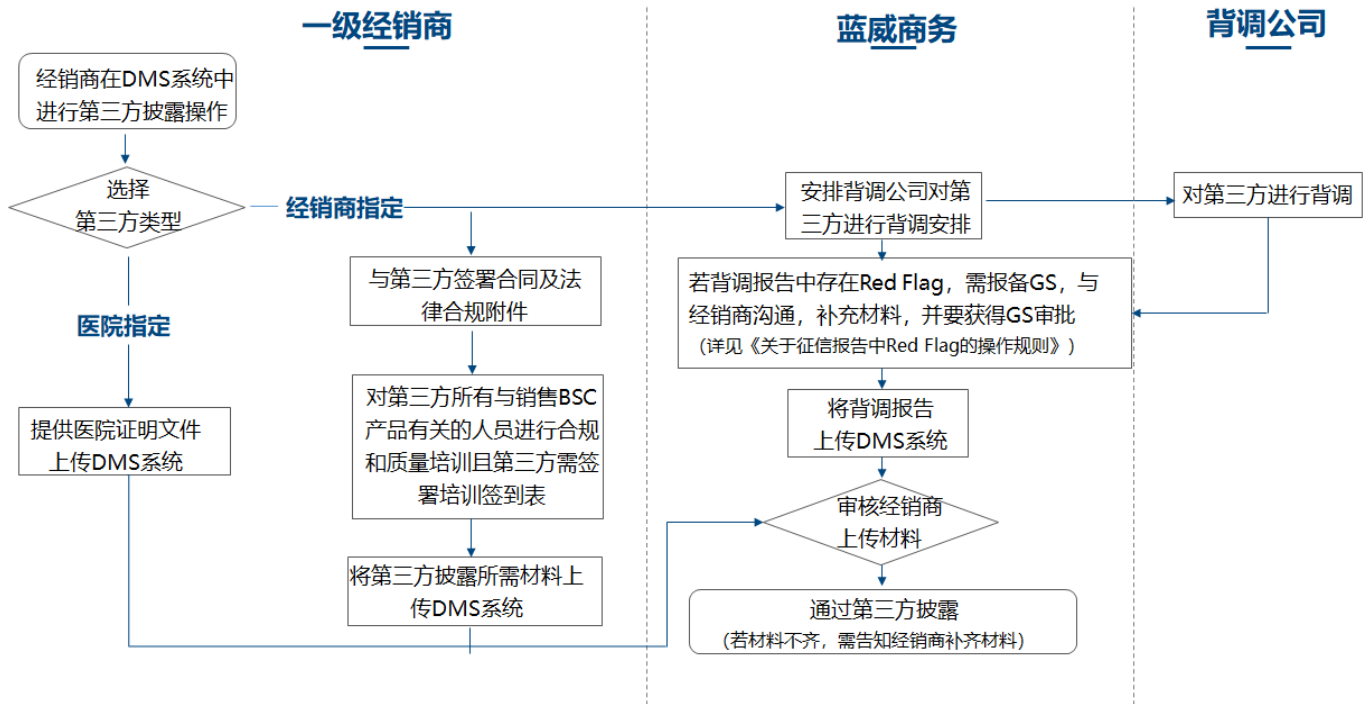 一级经销商
蓝威商务
背调公司
经销商在DMS系统中
进行第三方披露操作
选择
第三方类型
经销商指定
医院指定
提供医院证明文件
上传DMS系统
与第三方签署合同及法
律合规附件
对第三方所有与销售BSC
产品有关的人员进行合规
和质量培训且第三方需签
署培训签到表
将第三方披露所需材料上
传DMS系统
安排背调公司对第
三方进行背调安排
对第三方进行背调
若背调报告中存在Red Flag，需报备GS，与
经销商沟通，补充材料，并要获得GS审批
（详见《关于征信报告中Red Flag的操作规则》）
将背调报告
上传DMS系统
审核经销商
上传材料
通过第三方披露
（若材料不齐，需告知经销商补齐材料）